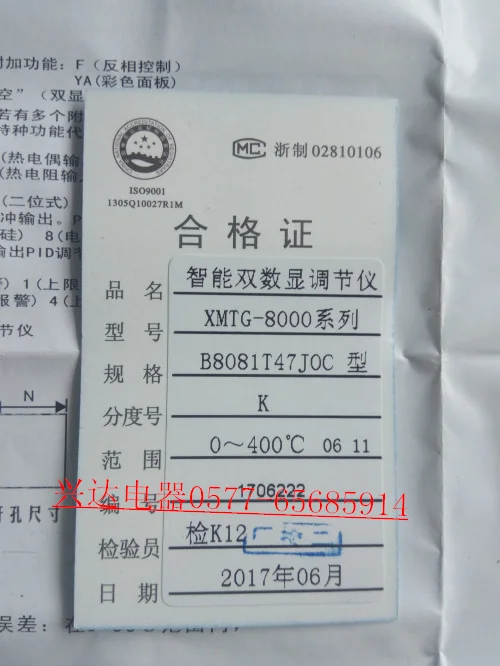 附加功能: F（反相控制）
YA(彩色面板)
空”（双显
若有多个附
特种功能代
(热电偶输
(热电阻输
(二位式)
冲输出。P
硅） 8(电
输出PID调节
警）1(上限
报警）4(上
节仪
N
开孔尺寸
误差：
ISO9001
1305Q10027R1M
MC 浙制 02810106
合格证
品名 智能双数显调节仪
型号 XMTG-8000系列
规格 B8081T47JOC 型
分度号 K
范围 0～400℃ 06 11
编号 1706222
兴达电器0577-65685914
检验员 检K12
日期 2017年06月